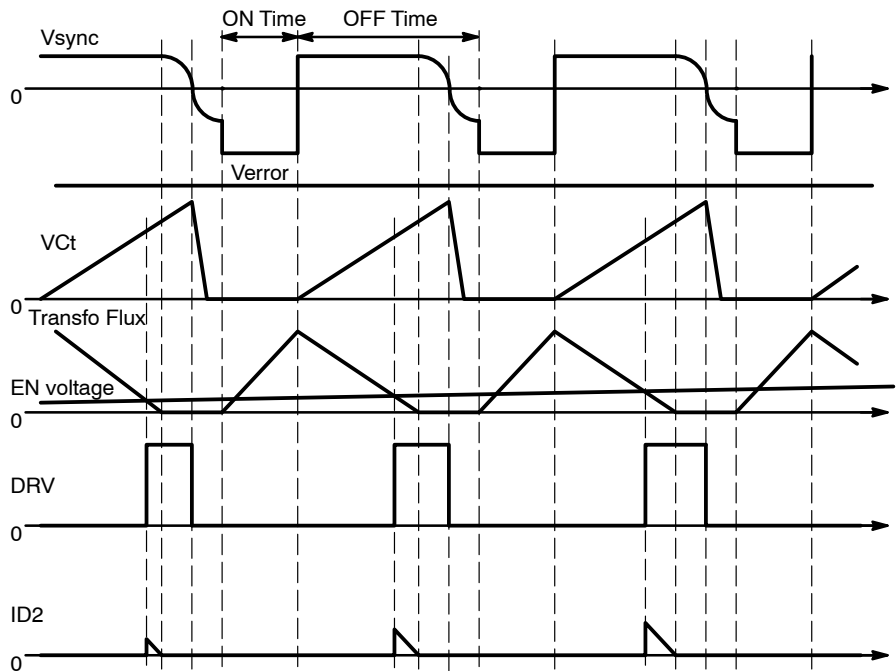 ON Time OFF Time
Vsync
0
Verror
VCt
0
Transfo Flux
EN voltage
0
DRV
0
ID2
0